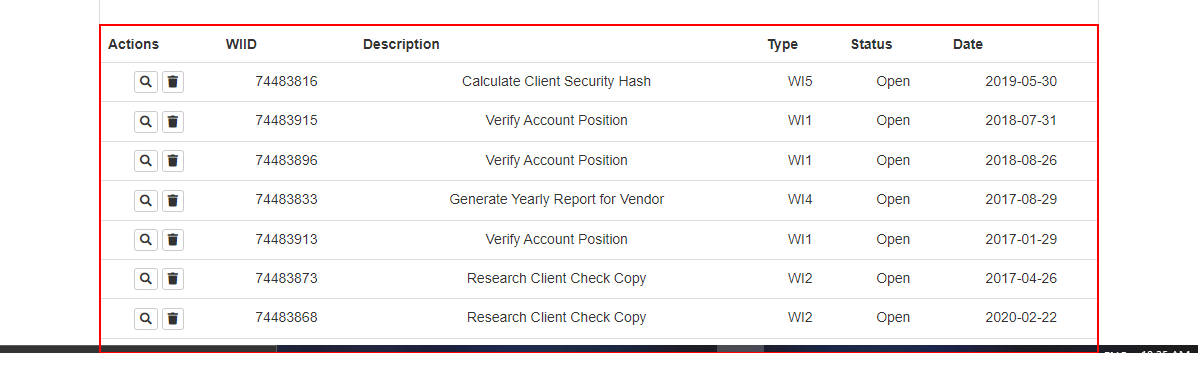 Actions WIID Description Type Status Date
74483816 Calculate Client Security Hash WI5 Open 2019-05-30
74483915 Verify Account Position WI1 Open 2018-07-31
74483896 Verify Account Position WI1 Open 2018-08-26
74483833 Generate Yearly Report for Vendor WI4 Open 2017-08-29
74483913 Verify Account Position WI1 Open 2017-01-29
74483873 Research Client Check Copy WI2 Open 2017-04-26
74483868 Research Client Check Copy WI2 Open 2020-02-22